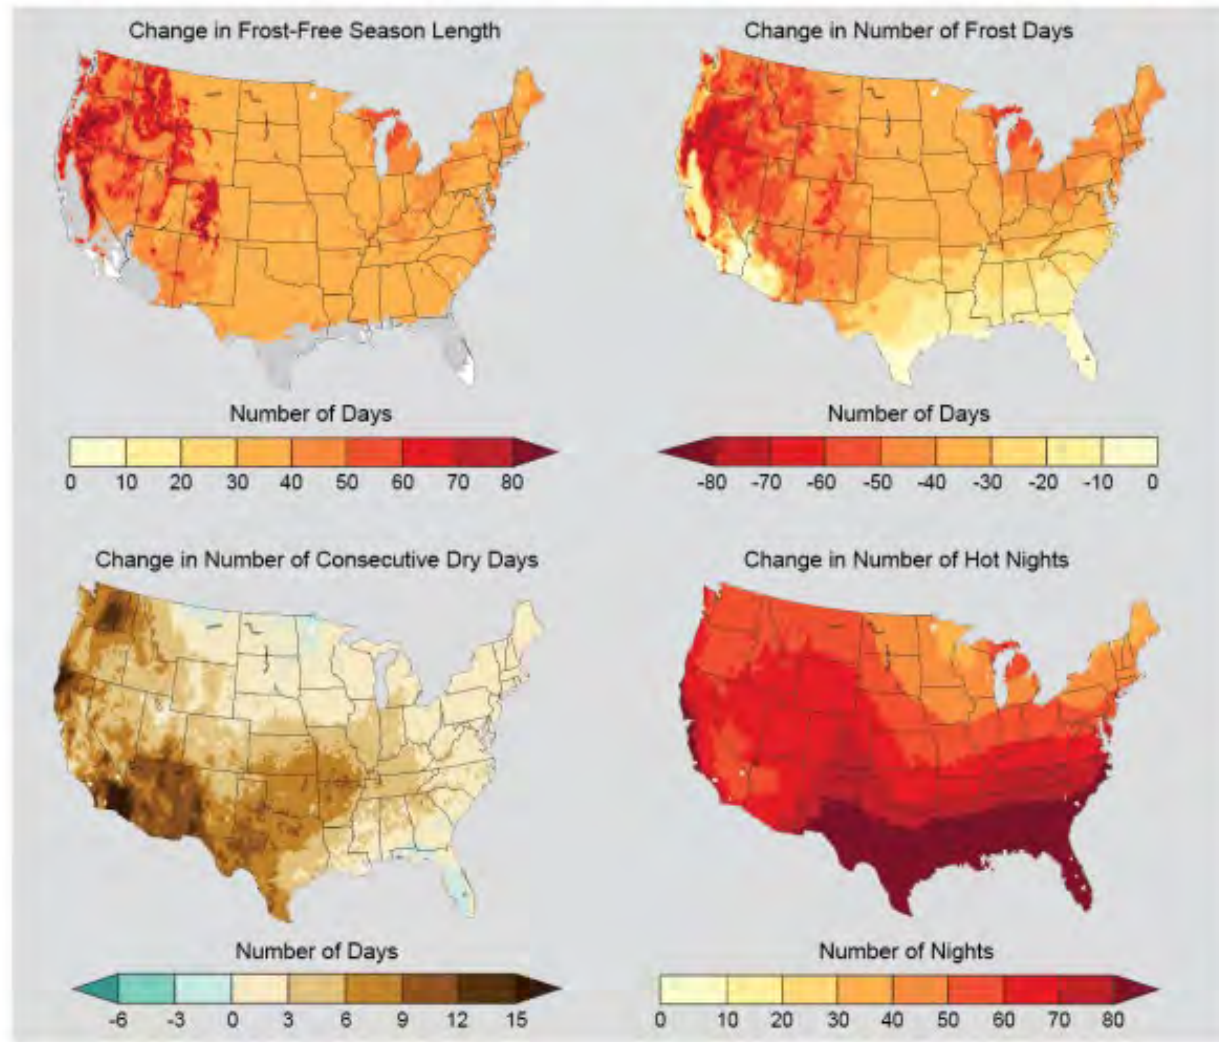 Change in Frost-Free Season Length
Change in Number of Frost Days
Number of Days
0 10 20 30 40 50 60 70 80
Number of Days
-80 -70 -60 -50 -40 -30 -20 -10 0
Change in Number of Consecutive Dry Days
Change in Number of Hot Nights
Number of Days
-6 -3 0 3 6 9 12 15
Number of Nights
0 10 20 30 40 50 60 70 80